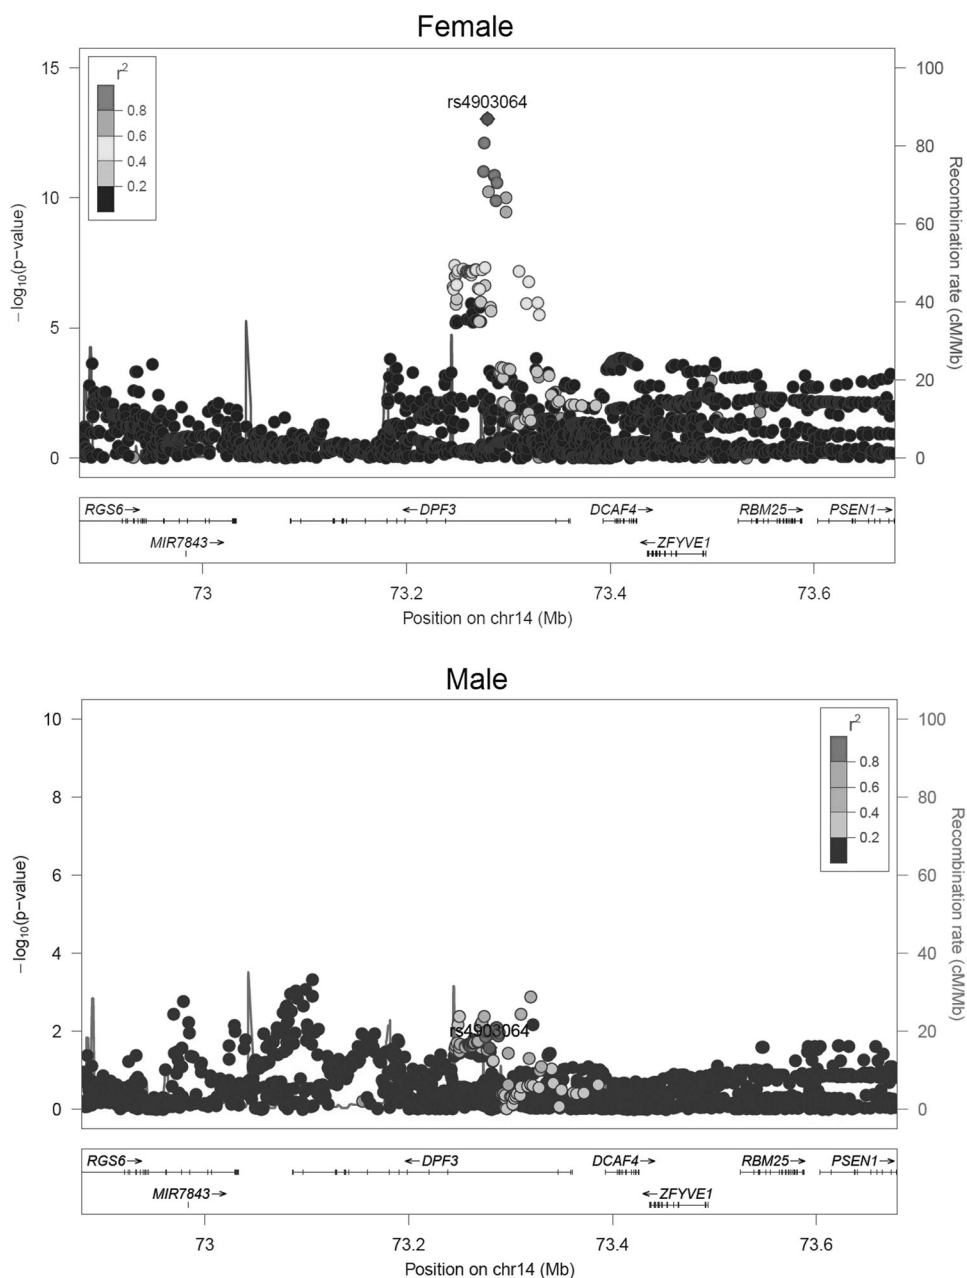 Female
15
10
5
0
−log10(p−value)
r2
0.8
0.6
0.4
0.2
rs4903064
100
80
60
40
20
0
Recombination rate (cM/Mb)
RGS6→ ←DPF3 DCAF4→ RBM25→ PSEN1→
MIR7843→ ←ZFYVE1
73 73.2 73.4 73.6
Position on chr14 (Mb)
Male
10
8
6
4
2
0
−log10(p−value)
r2
0.8
0.6
0.4
0.2
rs4903064
100
80
60
40
20
0
Recombination rate (cM/Mb)
RGS6→ ←DPF3 DCAF4→ RBM25→ PSEN1→
MIR7843→ ←ZFYVE1
73 73.2 73.4 73.6
Position on chr14 (Mb)